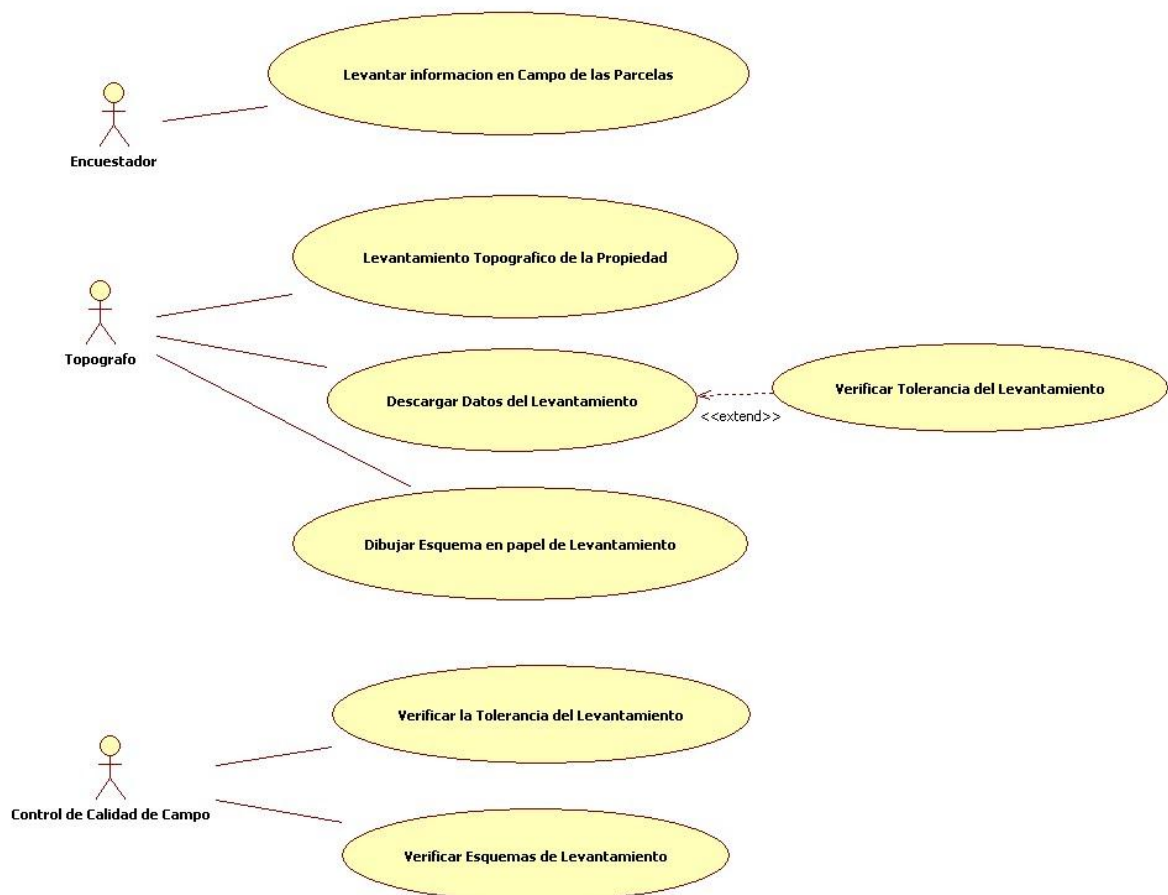 Levantar informacion en Campo de las Parcelas
Encuestador
Levantamiento Topografico de la Propiedad
Topografo
Descargar Datos del Levantamiento
<<extend>>
Verificar Tolerancia del Levantamiento
Dibujar Esquema en papel de Levantamiento
Verificar la Tolerancia del Levantamiento
Control de Calidad de Campo
Verificar Esquemas de Levantamiento